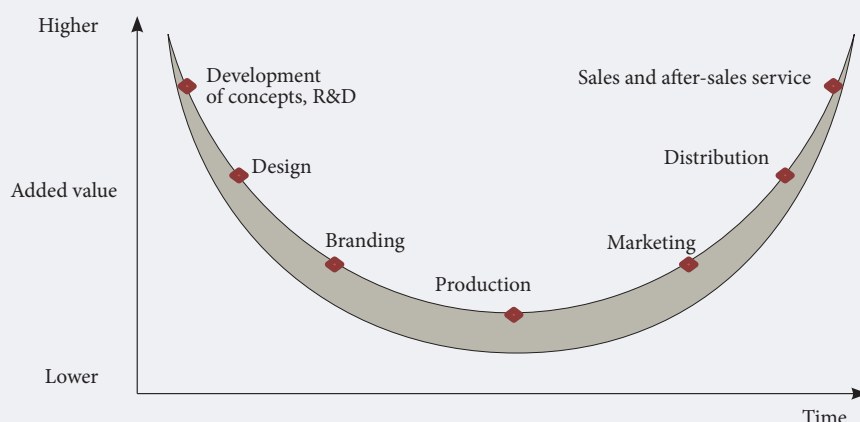 Higher
Development
of concepts, R&D
Sales and after-sales service
Design
Distribution
Added value
Branding
Marketing
Production
Lower
Time